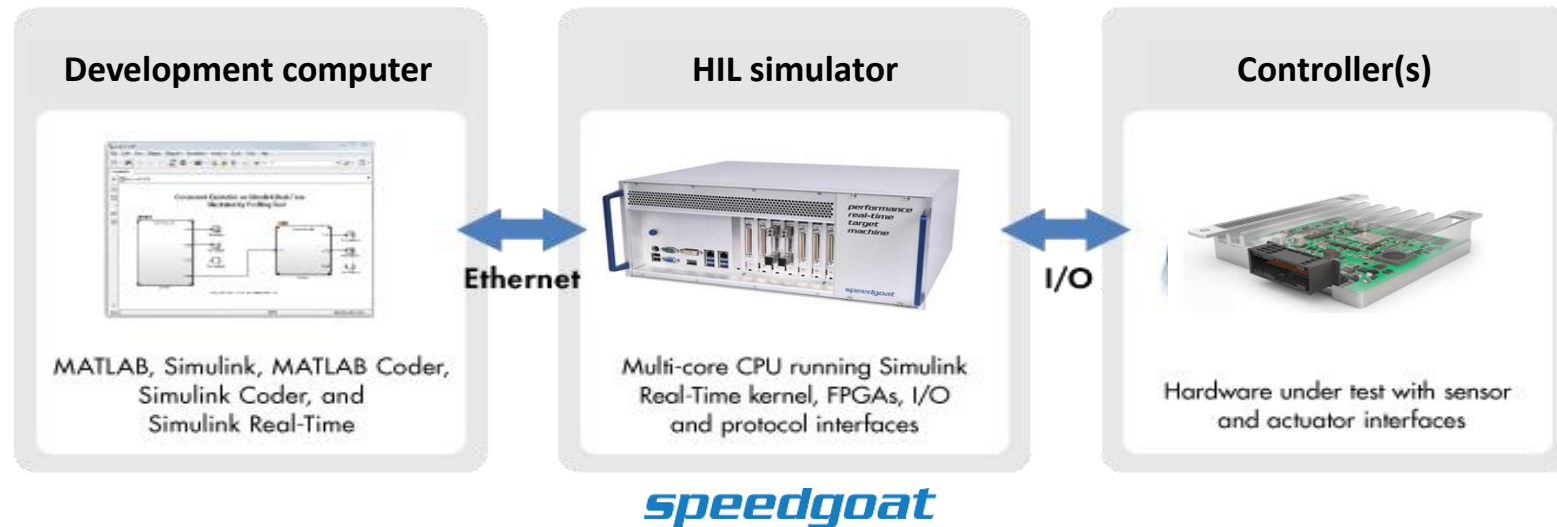 Development computer
HIL simulator
Controller(s)
performance
real-time
target
machine
speedgoat
Ethernet
I/O
MATLAB, Simulink, MATLAB Coder,
Simulink Coder, and
Simulink Real-Time
Multi-core CPU running Simulink
Real-Time kernel, FPGAs, I/O
and protocol interfaces
Hardware under test with sensor
and actuator interfaces
speedgoat